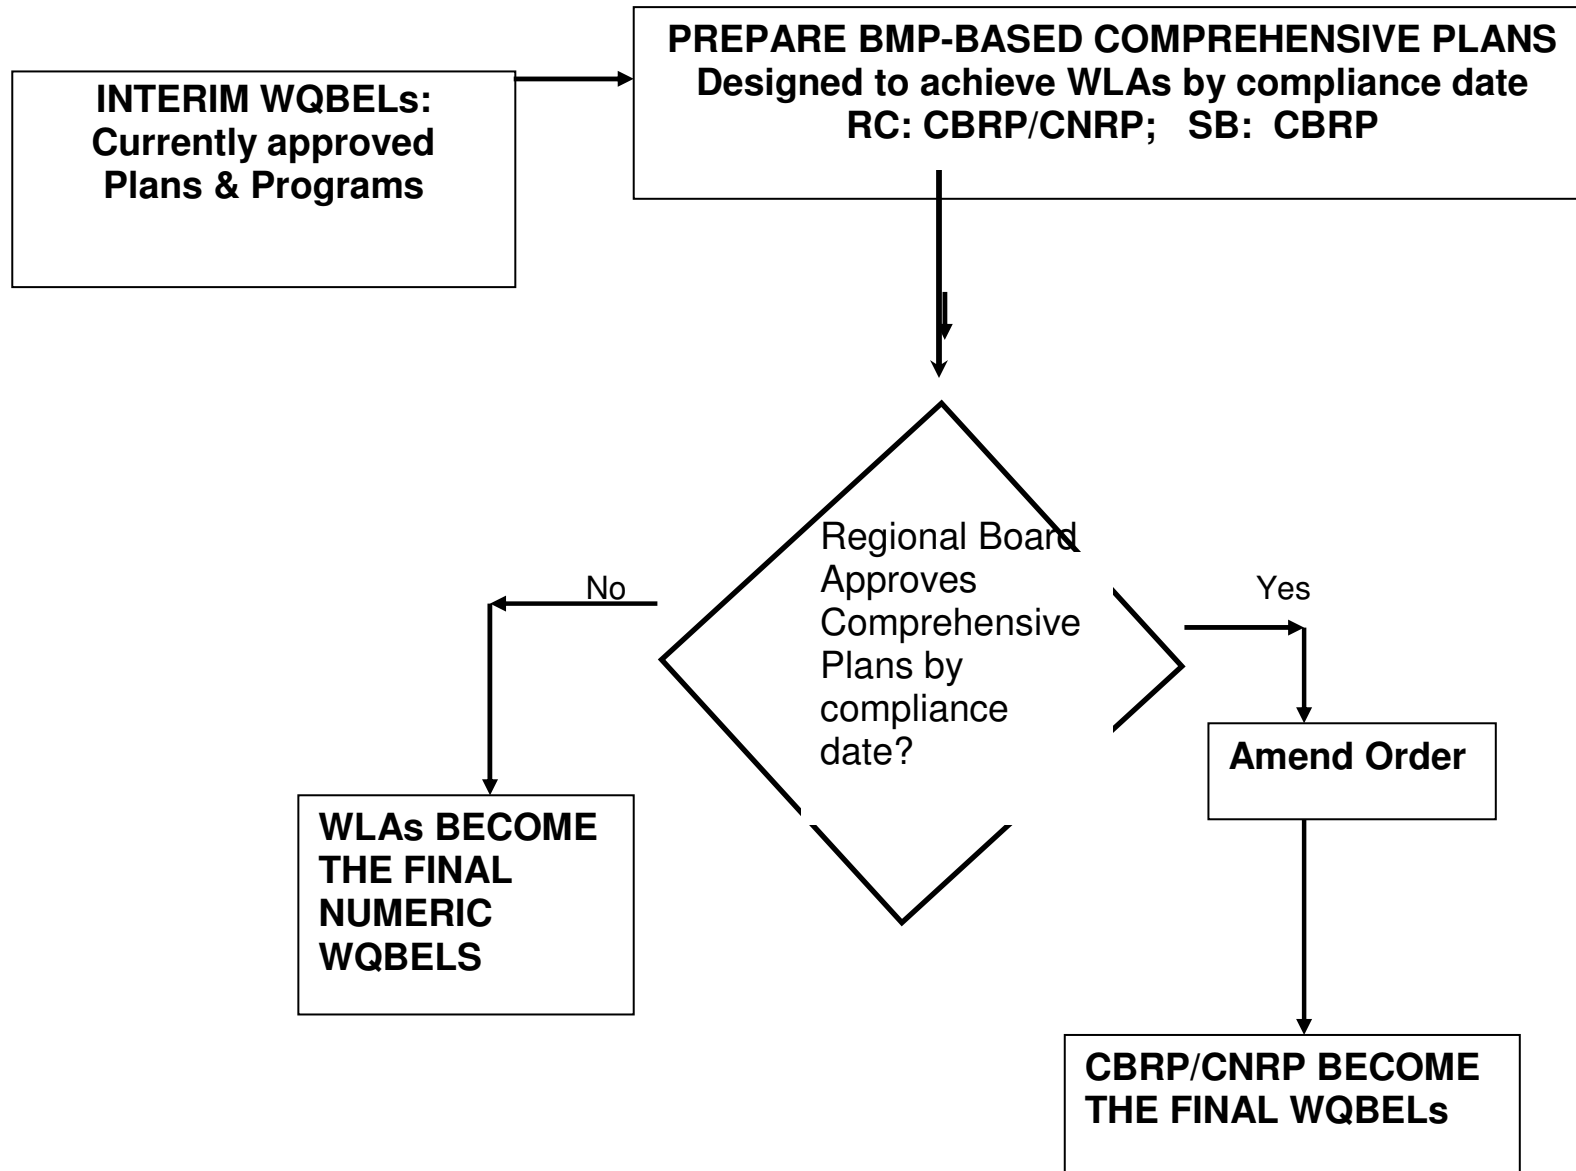 INTERIM WQBELs:
Currently approved
Plans & Programs
PREPARE BMP-BASED COMPREHENSIVE PLANS
Designed to achieve WLAs by compliance date
RC: CBRP/CNRP; SB: CBRP
Regional Board
Approves
Comprehensive
Plans by
compliance
date?
No
Yes
WLAs BECOME
THE FINAL
NUMERIC
WQBELS
Amend Order
CBRP/CNRP BECOME
THE FINAL WQBELs